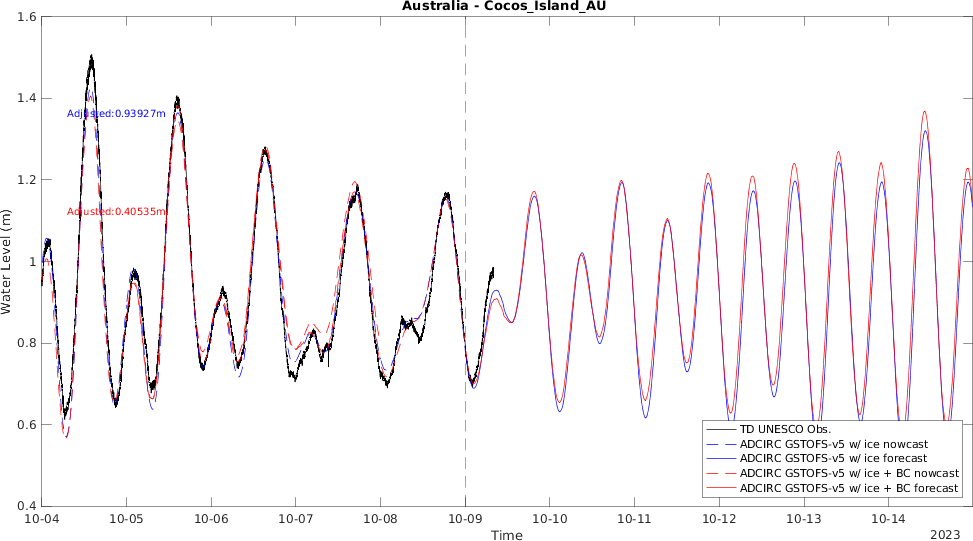 Australia - Cocos_Island_AU
1.6
1.4
1.2
1
0.8
0.6
0.4
Water Level (m)
Adjusted:0.93927m
Adjusted:0.40535m
TD UNESCO Obs.
ADCIRC GSTOFS-v5 w/ ice nowcast
ADCIRC GSTOFS-v5 w/ ice forecast
ADCIRC GSTOFS-v5 w/ ice + BC nowcast
ADCIRC GSTOFS-v5 w/ ice + BC forecast
10-04 10-05 10-06 10-07 10-08 10-09 10-10 10-11 10-12 10-13 10-14
Time
2023